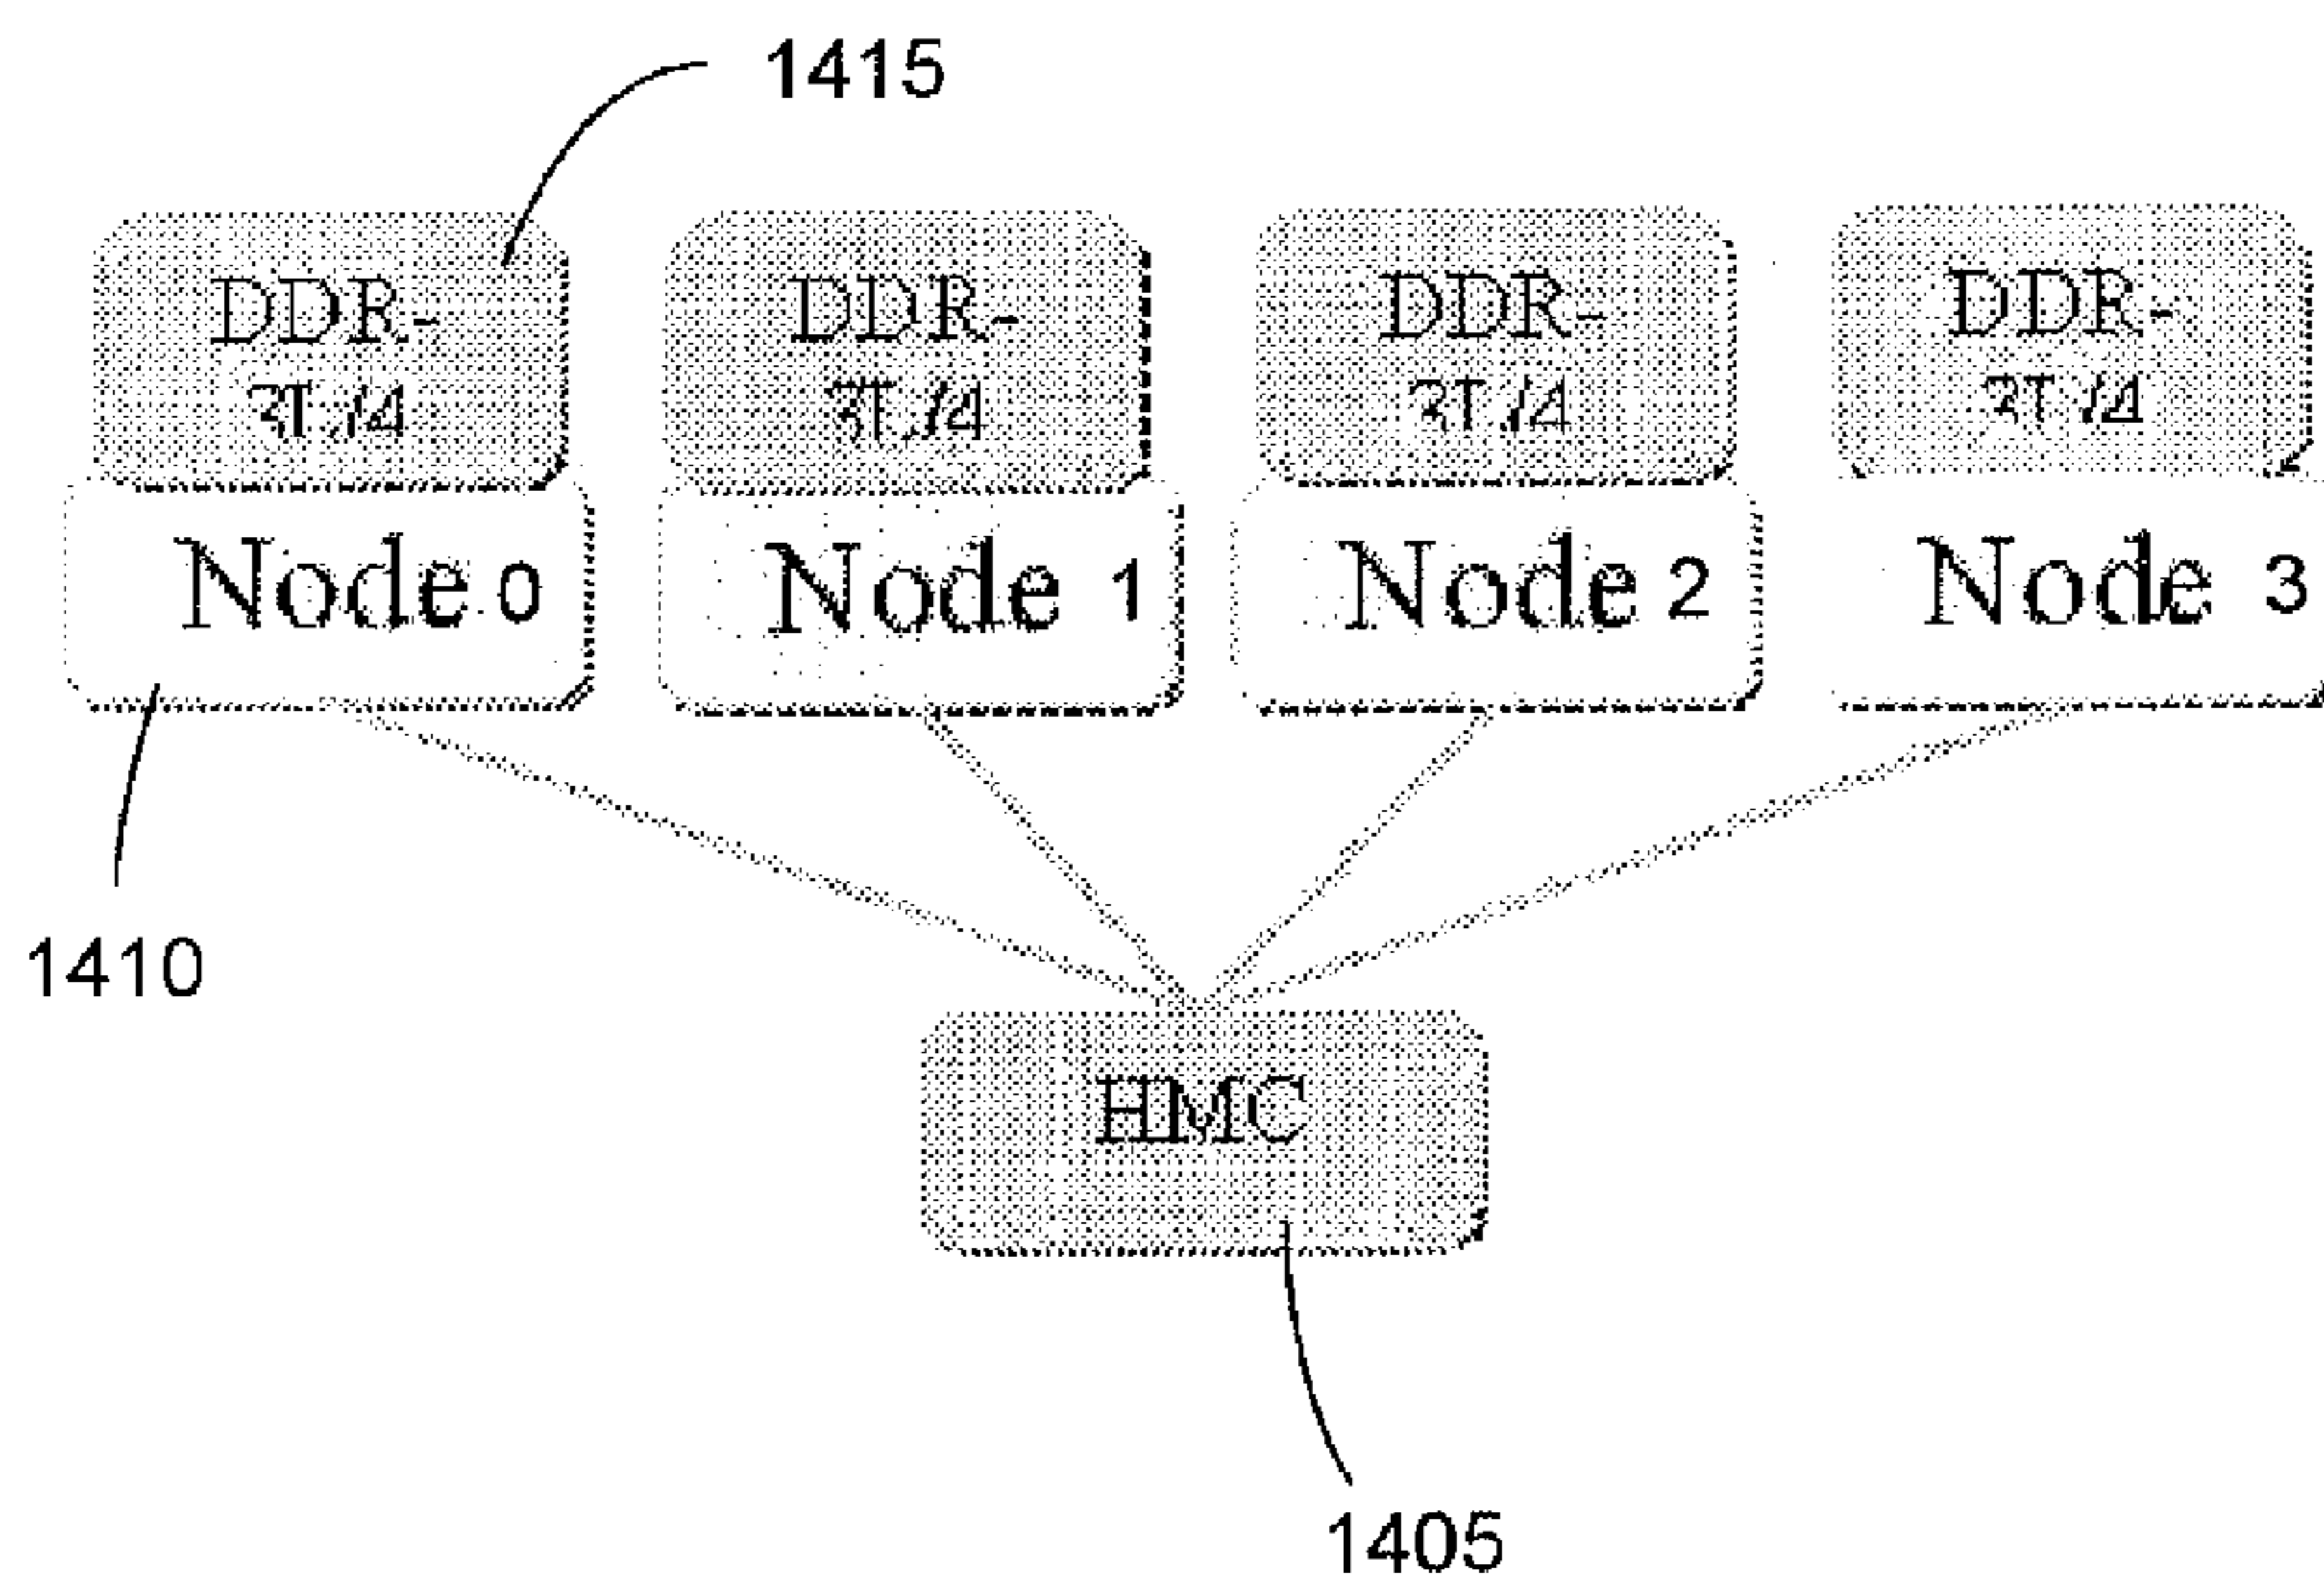 1415
DDR-
3L/4
DDR-
3L/4
DDR-
3L/4
DDR-
3L/4
Node 0
Node 1
Node 2
Node 3
1410
HMC
1405